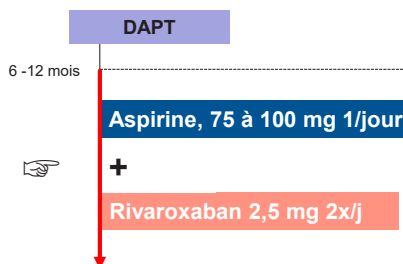 DAPT
6 -12 mois
Aspirine, 75 à 100 mg 1/jour
+
Rivaroxaban 2,5 mg 2x/j